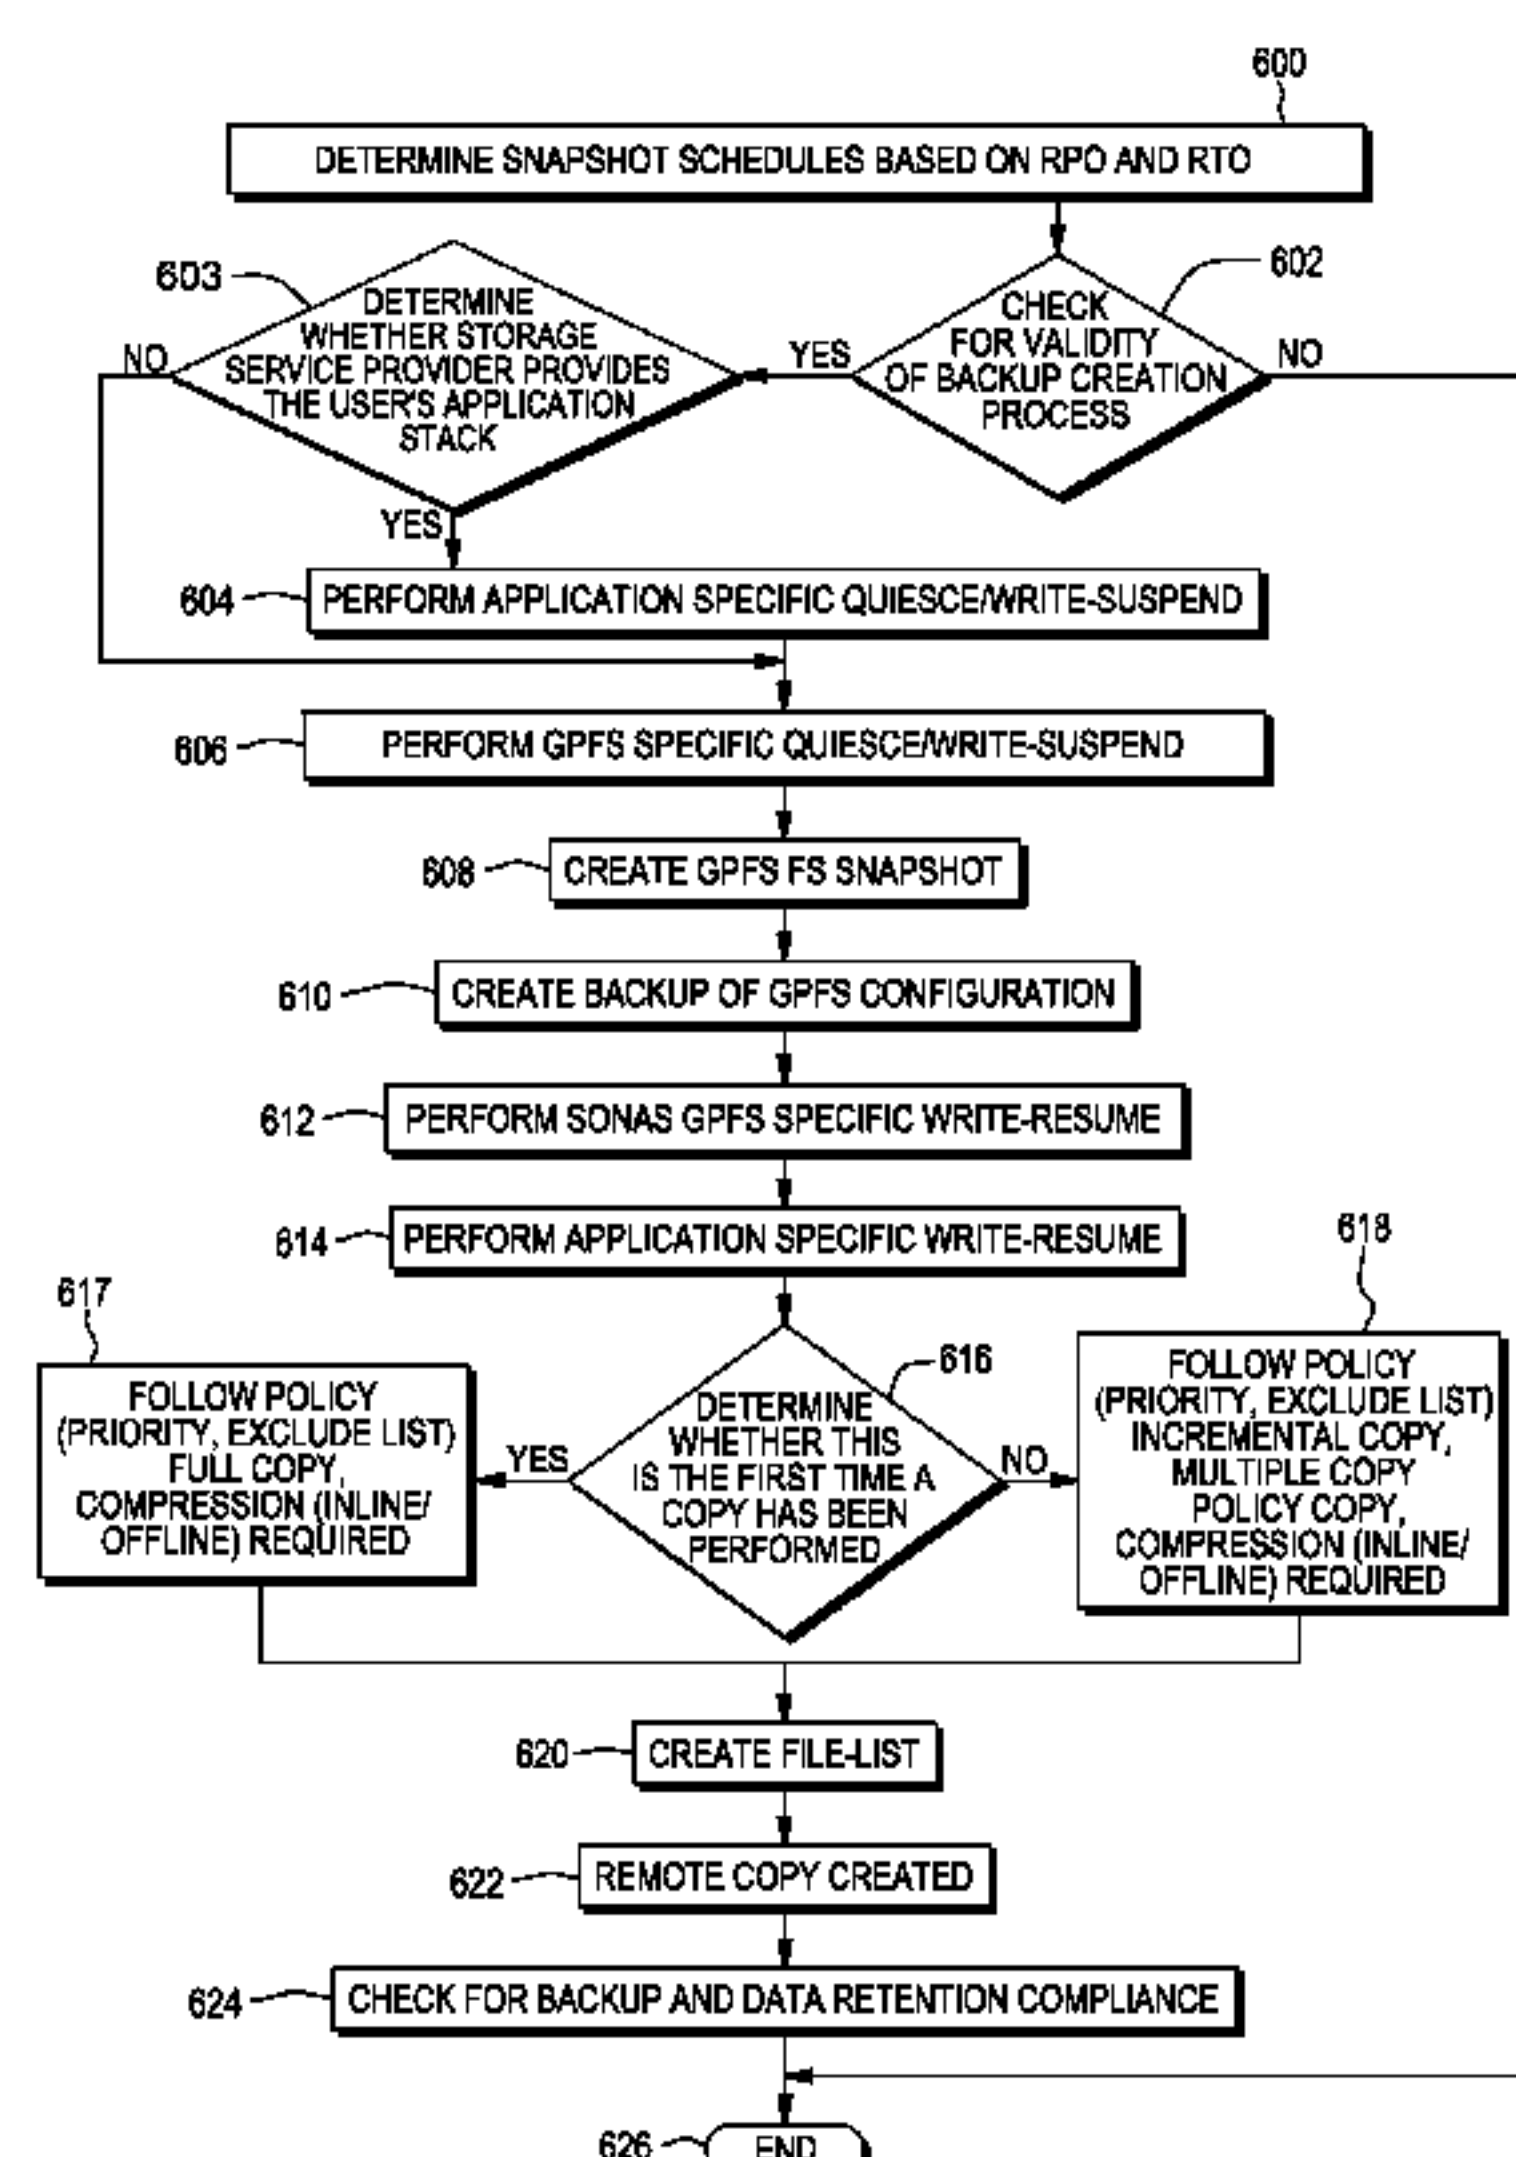 600
DETERMINE SNAPSHOT SCHEDULES BASED ON RPO AND RTO
602
CHECK
FOR VALIDITY
OF BACKUP CREATION
PROCESS
YES
NO
603
DETERMINE
WHETHER STORAGE
SERVICE PROVIDER PROVIDES
THE USER'S APPLICATION
STACK
NO
YES
604
PERFORM APPLICATION SPECIFIC QUIESCE/WRITE-SUSPEND
606
PERFORM GPFS SPECIFIC QUIESCE/WRITE-SUSPEND
608
CREATE GPFS FS SNAPSHOT
610
CREATE BACKUP OF GPFS CONFIGURATION
612
PERFORM SONAS GPFS SPECIFIC WRITE-RESUME
614
PERFORM APPLICATION SPECIFIC WRITE-RESUME
616
DETERMINE
WHETHER THIS
IS THE FIRST TIME A
COPY HAS BEEN
PERFORMED
YES
NO
617
FOLLOW POLICY
(PRIORITY, EXCLUDE LIST)
FULL COPY,
COMPRESSION (INLINE/
OFFLINE) REQUIRED
618
FOLLOW POLICY
(PRIORITY, EXCLUDE LIST)
INCREMENTAL COPY,
MULTIPLE COPY
POLICY COPY,
COMPRESSION (INLINE/
OFFLINE) REQUIRED
620
CREATE FILE-LIST
622
REMOTE COPY CREATED
624
CHECK FOR BACKUP AND DATA RETENTION COMPLIANCE
626
END